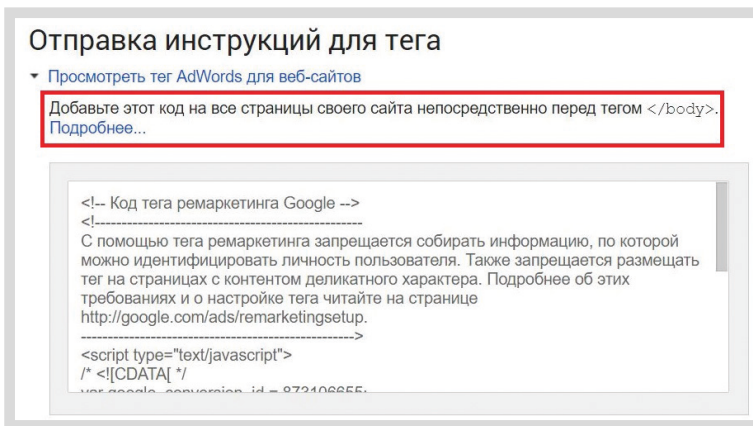 Отправка инструкций для тега
Просмотреть тег AdWords для веб-сайтов
Добавьте этот код на все страницы своего сайта непосредственно перед тегом </body>.
Подробнее...
<!-- Код тега ремаркетинга Google -->
<!--------------------------------------------------
С помощью тега ремаркетинга запрещается собирать информацию, по которой
можно идентифицировать личность пользователя. Также запрещается размещать
тег на страницах с контентом деликатного характера. Подробнее об этих
требованиях и о настройке тега читайте на странице
http://google.com/ads/remarketingsetup.
--------------------------------------------------->
<script type="text/javascript">
/* <![CDATA[ */
var google_conversion_id = 873106655;